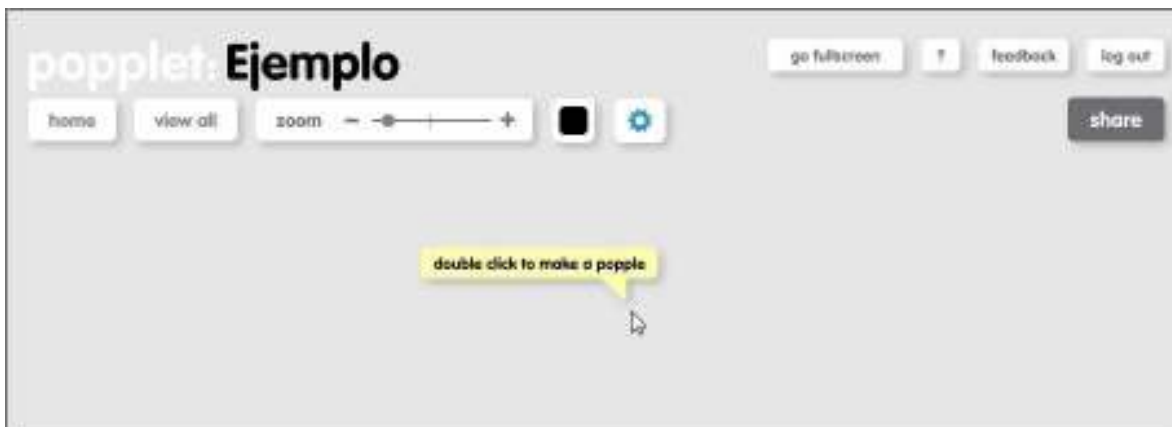 popplet: Ejemplo
go fullscreen ? feedback log out
home view all zoom - + share
double click to make a popple